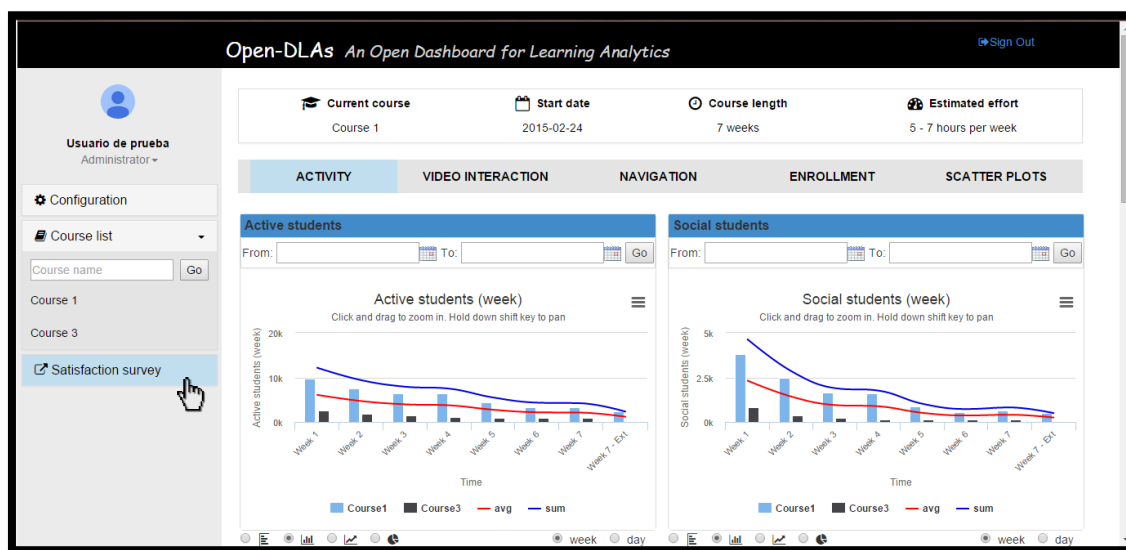 Open-DLAs An Open Dashboard for Learning Analytics
Sign Out
Usuario de prueba
Administrator
Configuration
Course list
Course name Go
Course 1
Course 3
Satisfaction survey
Current course Start date Course length Estimated effort
Course 1 2015-02-24 7 weeks 5 - 7 hours per week
ACTIVITY VIDEO INTERACTION NAVIGATION ENROLLMENT SCATTER PLOTS
Active students
From: To: Go
Active students (week)
Click and drag to zoom in. Hold down shift key to pan
Active students (week)
20k
10k
0k
Week 1 Week 2 Week 3 Week 4 Week 5 Week 6 Week 7 Week 7 - Ext
Time
Course1 Course3 avg sum
week day
Social students
From: To: Go
Social students (week)
Click and drag to zoom in. Hold down shift key to pan
Social students (week)
5k
2.5k
0k
Week 1 Week 2 Week 3 Week 4 Week 5 Week 6 Week 7 Week 7 - Ext
Time
Course1 Course3 avg sum
week day